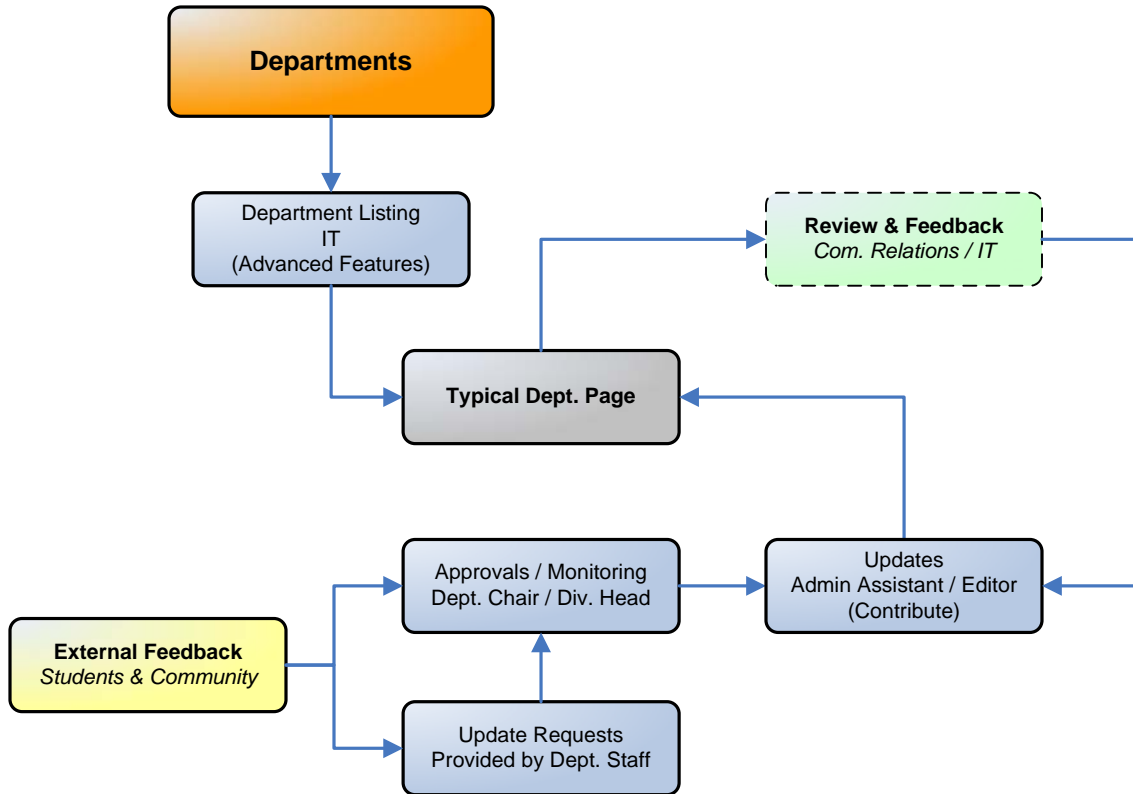 Departments
Department Listing
IT
(Advanced Features)
Review & Feedback
Com. Relations / IT
Typical Dept. Page
Approvals / Monitoring
Dept. Chair / Div. Head
Updates
Admin Assistant / Editor
(Contribute)
External Feedback
Students & Community
Update Requests
Provided by Dept. Staff